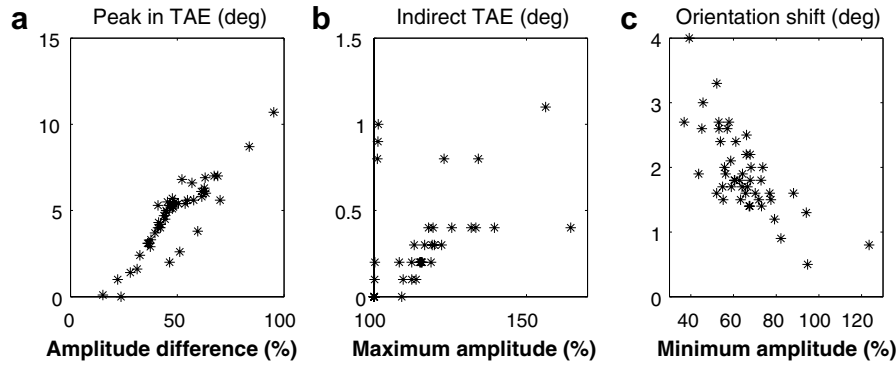 a Peak in TAE (deg)
15
10
5
0
0 50 100
Amplitude difference (%)
b Indirect TAE (deg)
1.5
1
0.5
0
100 150
Maximum amplitude (%)
c Orientation shift (deg)
4
3
2
1
0
40 60 80 100 120
Minimum amplitude (%)